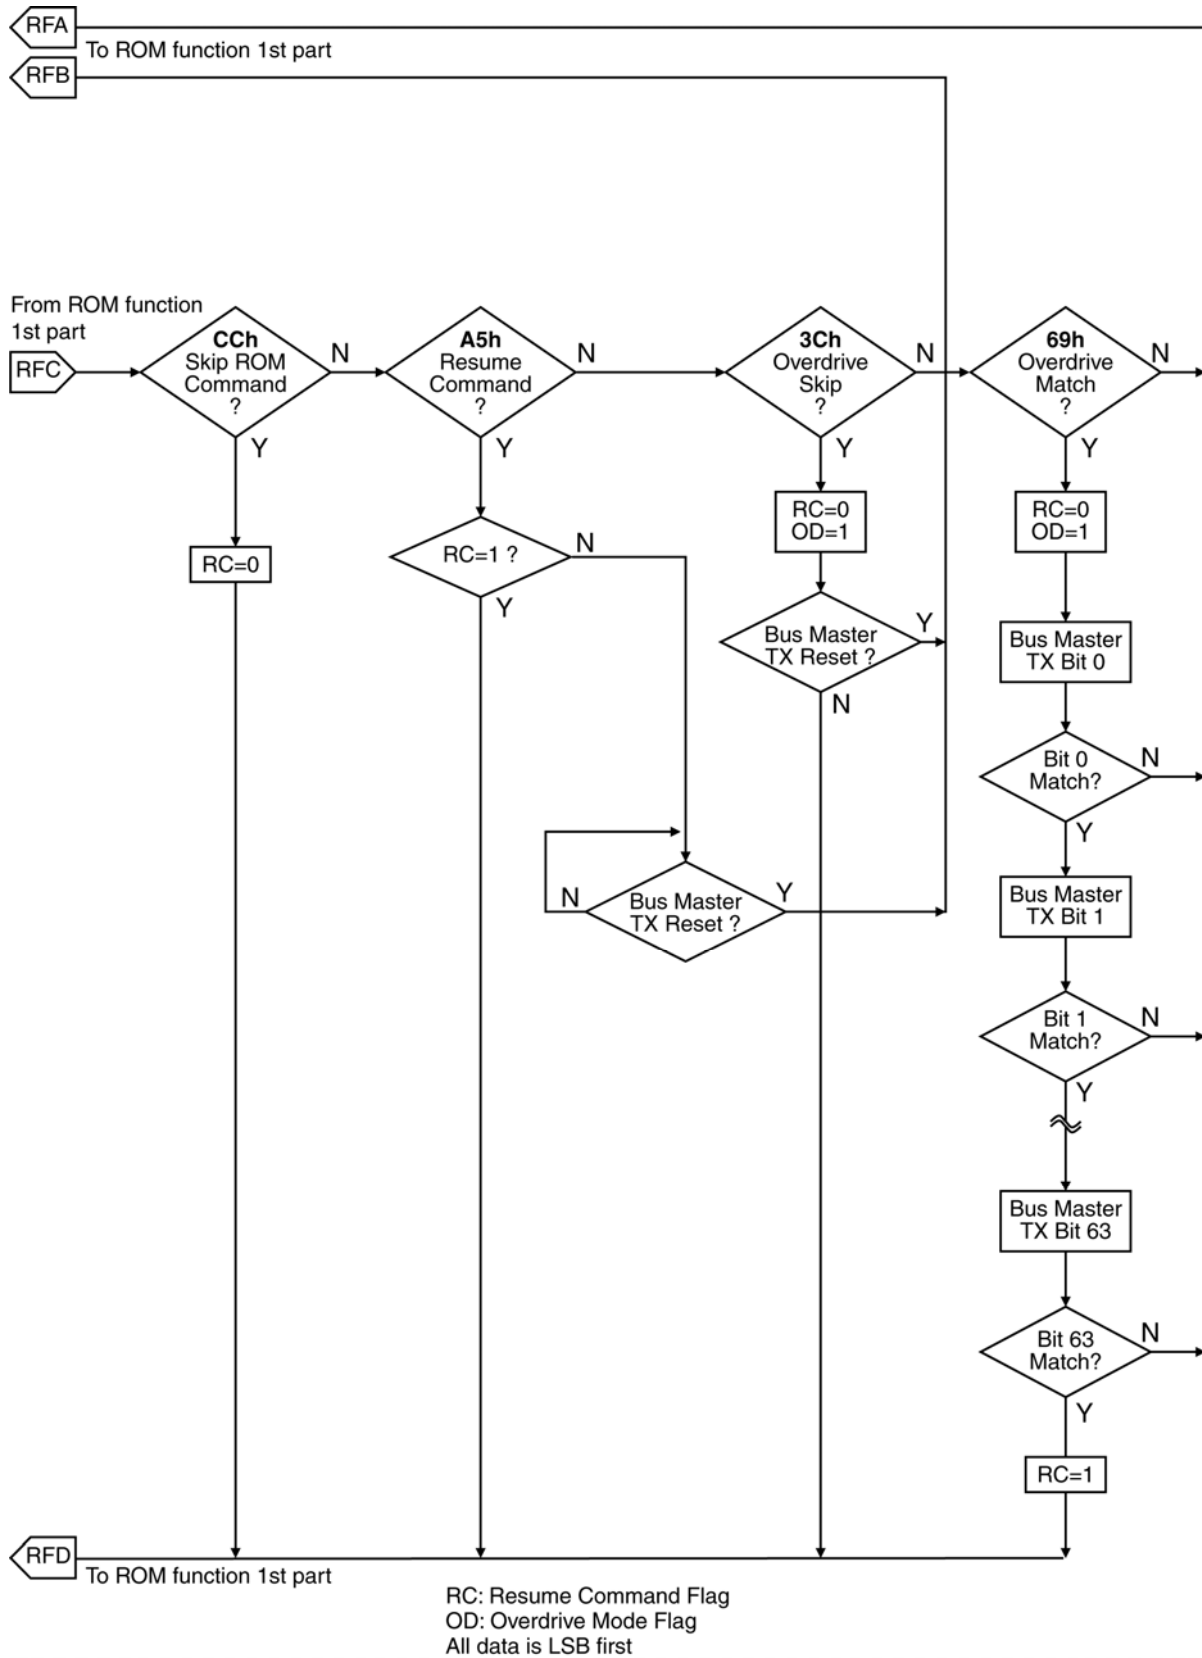 RFA
To ROM function 1st part
RFB
From ROM function
1st part
RFC
CCh
Skip ROM
Command
?
N
Y
A5h
Resume
Command
?
N
Y
3Ch
Overdrive
Skip
?
N
Y
69h
Overdrive
Match
?
N
Y
RC=0
RC=1 ?
N
Y
RC=0
OD=1
RC=0
OD=1
Bus Master
TX Reset ?
Y
N
Bus Master
TX Bit 0
Bit 0
Match?
N
Y
Bus Master
TX Reset ?
N
Y
Bus Master
TX Bit 1
Bit 1
Match?
N
Y
Bus Master
TX Bit 63
Bit 63
Match?
N
Y
RC=1
RFD
To ROM function 1st part
RC: Resume Command Flag
OD: Overdrive Mode Flag
All data is LSB first